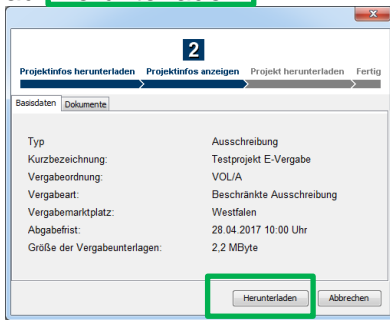 2
Projektinfos herunterladen Projektinfos anzeigen Projekt herunterladen Fertig
Basisdaten Dokumente
Typ Ausschreibung
Kurzbezeichnung: Testprojekt E-Vergabe
Vergabeordnung: VOL/A
Vergabeart: Beschränkte Ausschreibung
Vergabemarktplatz: Westfalen
Abgabefrist: 28.04.2017 10:00 Uhr
Größe der Vergabeunterlagen: 2,2 MByte
Herunterladen Abbrechen